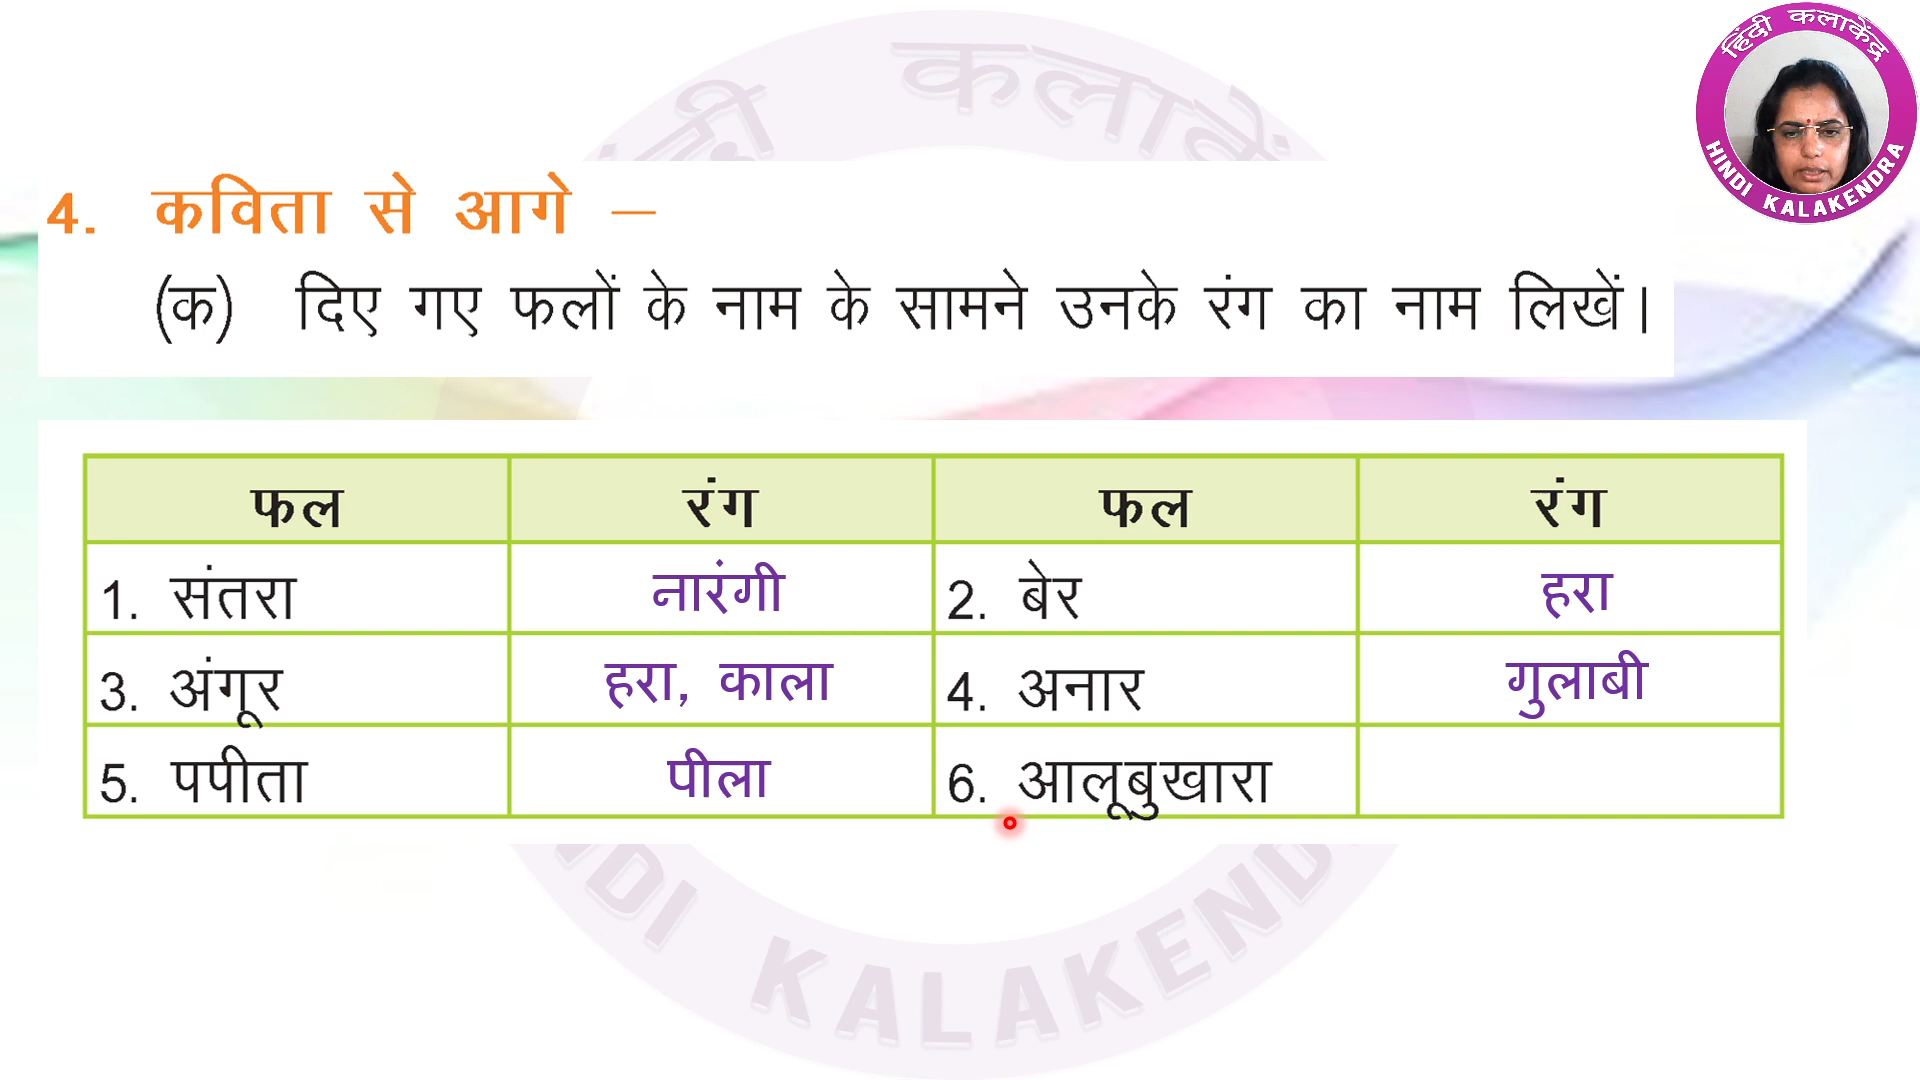 हिंदी कलाकेंद्र
HINDI KALAKENDRA
4. कविता से आगे –
(क) दिए गए फलों के नाम के सामने उनके रंग का नाम लिखें।
फल रंग फल रंग
1. संतरा नारंगी 2. बेर हरा
3. अंगूर हरा, काला 4. अनार गुलाबी
5. पपीता पीला 6. आलूबुखारा